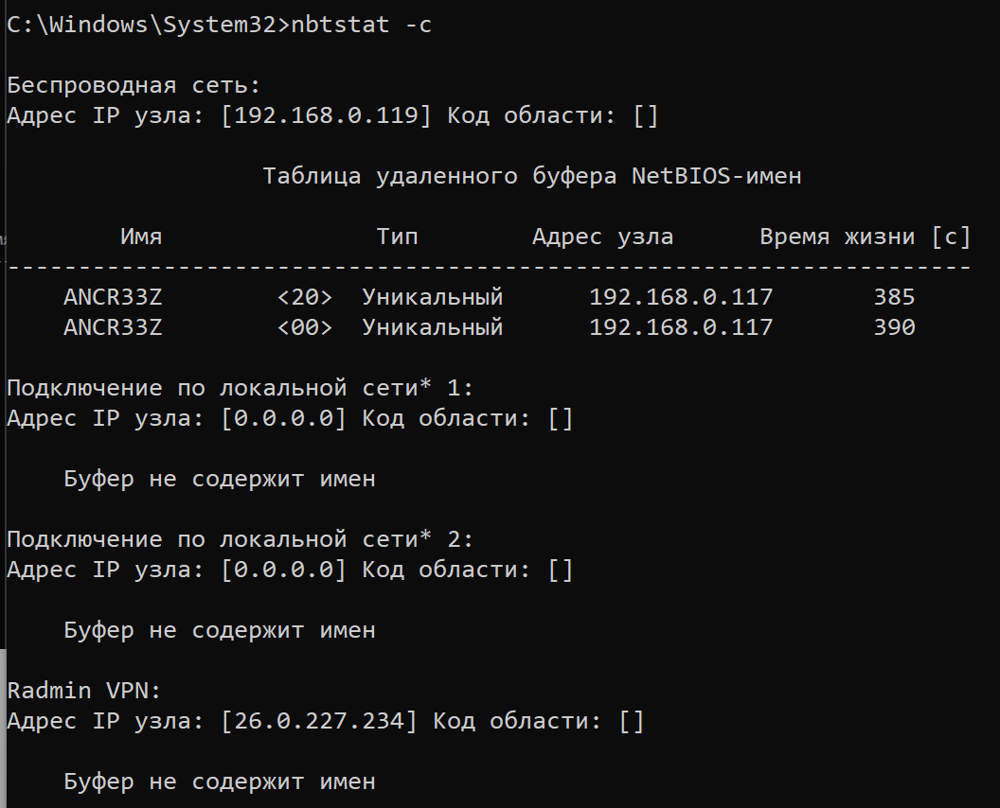 C:\Windows\System32>nbtstat -c
Беспроводная сеть:
Адрес IP узла: [192.168.0.119] Код области: []
Таблица удаленного буфера NetBIOS-имен
Имя Тип Адрес узла Время жизни [с]
--------------------------------------------------------------------
ANCR33Z <20> Уникальный 192.168.0.117 385
ANCR33Z <00> Уникальный 192.168.0.117 390
Подключение по локальной сети* 1:
Адрес IP узла: [0.0.0.0] Код области: []
Буфер не содержит имен
Подключение по локальной сети* 2:
Адрес IP узла: [0.0.0.0] Код области: []
Буфер не содержит имен
Radmin VPN:
Адрес IP узла: [26.0.227.234] Код области: []
Буфер не содержит имен